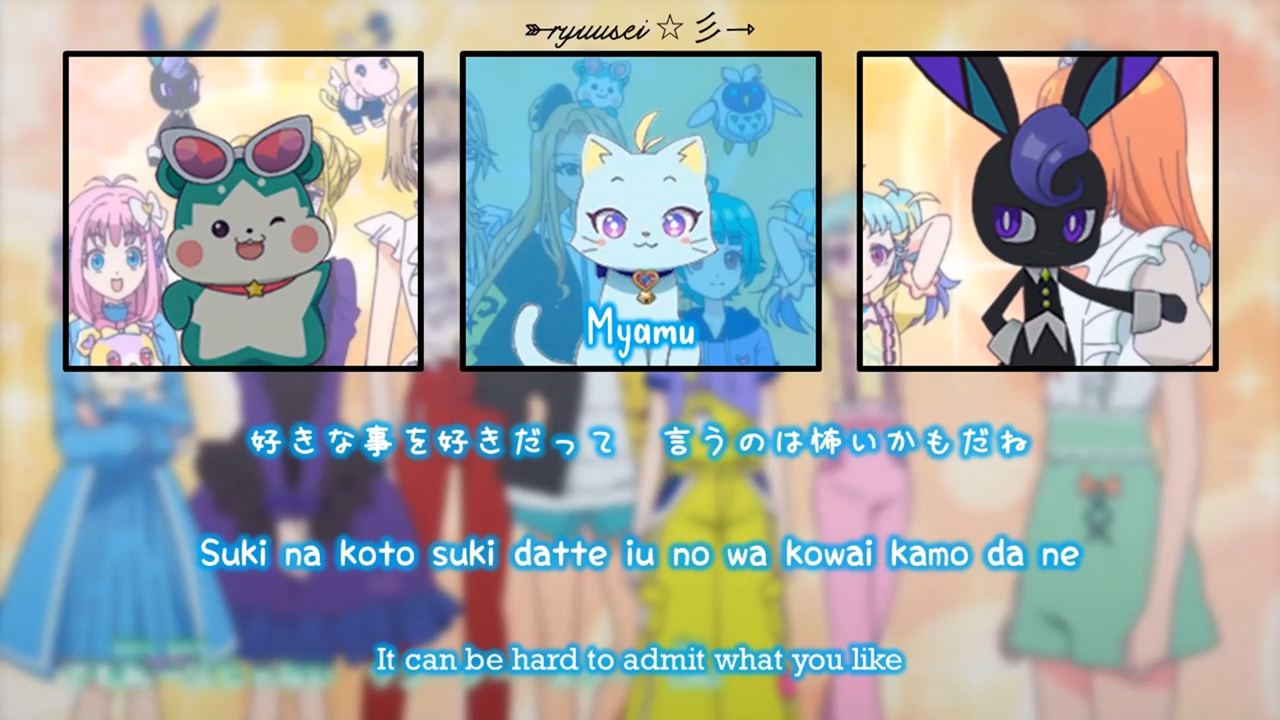 ryuusei☆彡
Myamu
好きな事を好きだって 言うのは怖いかもだね
Suki na koto suki datte iu no wa kowai kamo da ne
It can be hard to admit what you like